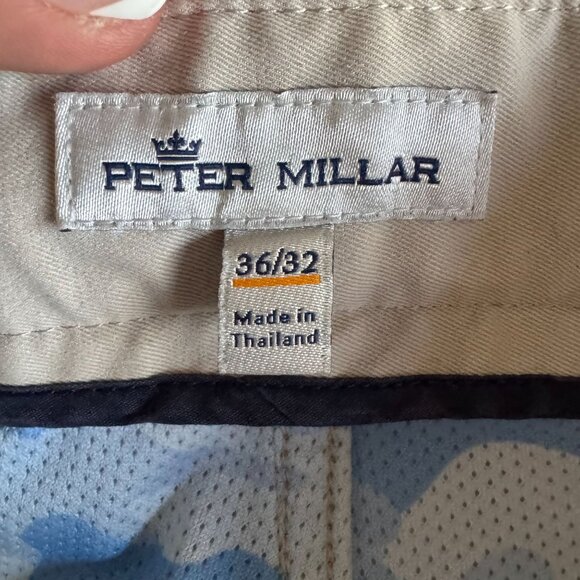 PETER MILLAR
36/32
Made in
Thailand